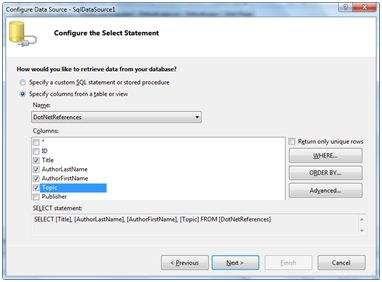 Configure Data Source - SqlDataSource1
Configure the Select Statement
How would you like to retrieve data from your database?
Specify a custom SQL statement or stored procedure
Specify columns from a table or view
Name:
DotNetReferences
Columns:
*
ID
Title
AuthorLastName
AuthorFirstName
Topic
Publisher
Return only unique rows
WHERE...
ORDER BY...
Advanced...
SELECT statement:
SELECT [Title], [AuthorLastName], [AuthorFirstName], [Topic] FROM [DotNetReferences]
< Previous
Next >
Finish
Cancel